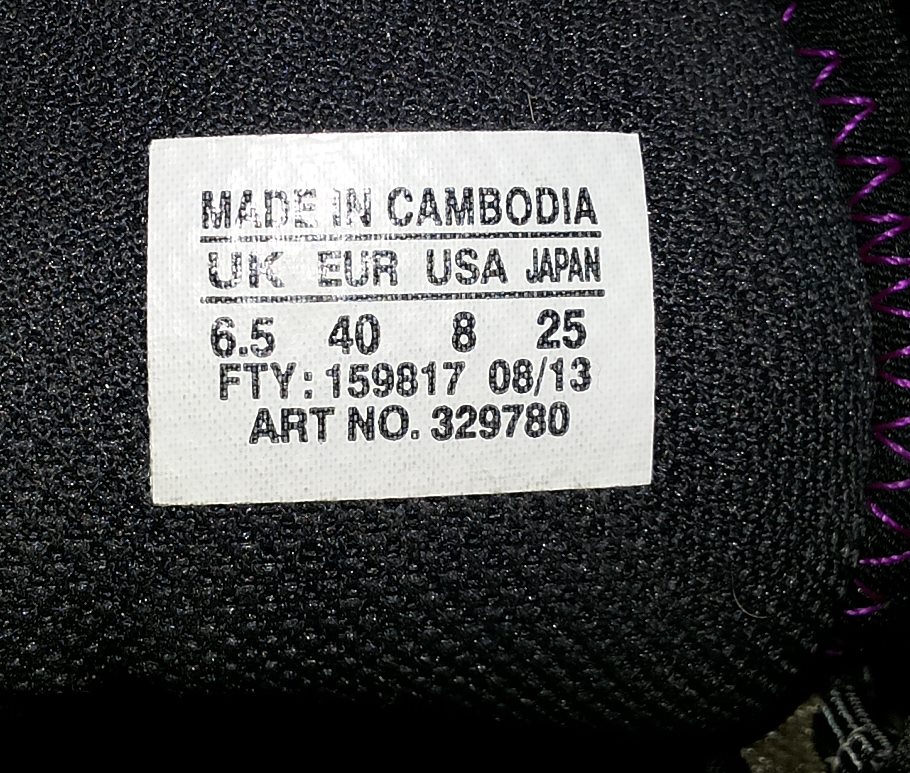 MADE IN CAMBODIA
UK EUR USA JAPAN
6.5 40 8 25
FTY: 159817 08/13
ART NO. 329780